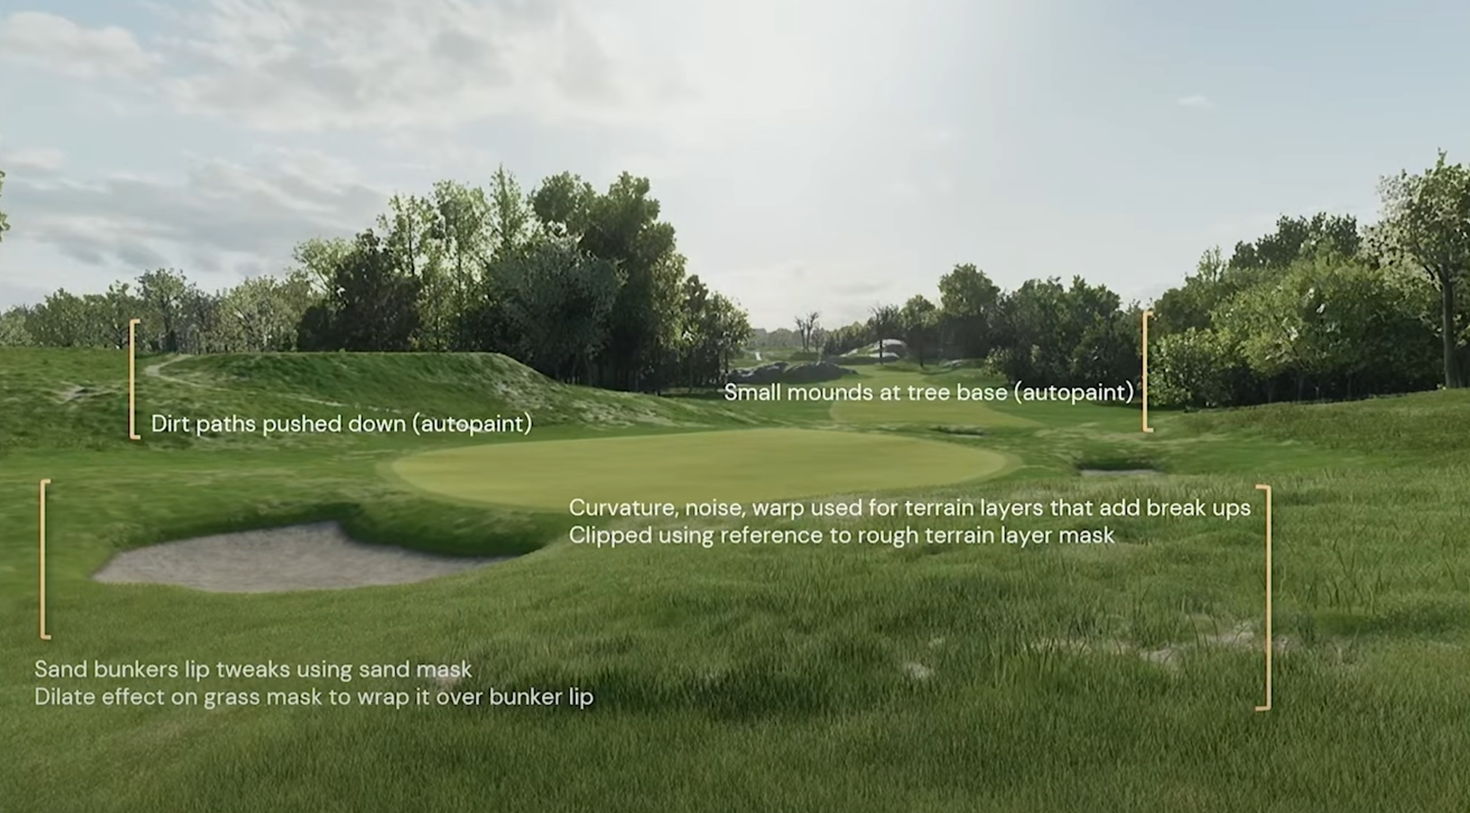 Small mounds at tree base (autopaint)
Dirt paths pushed down (autopaint)
Curvature, noise, warp used for terrain layers that add break ups
Clipped using reference to rough terrain layer mask
Sand bunkers lip tweaks using sand mask
Dilate effect on grass mask to wrap it over bunker lip